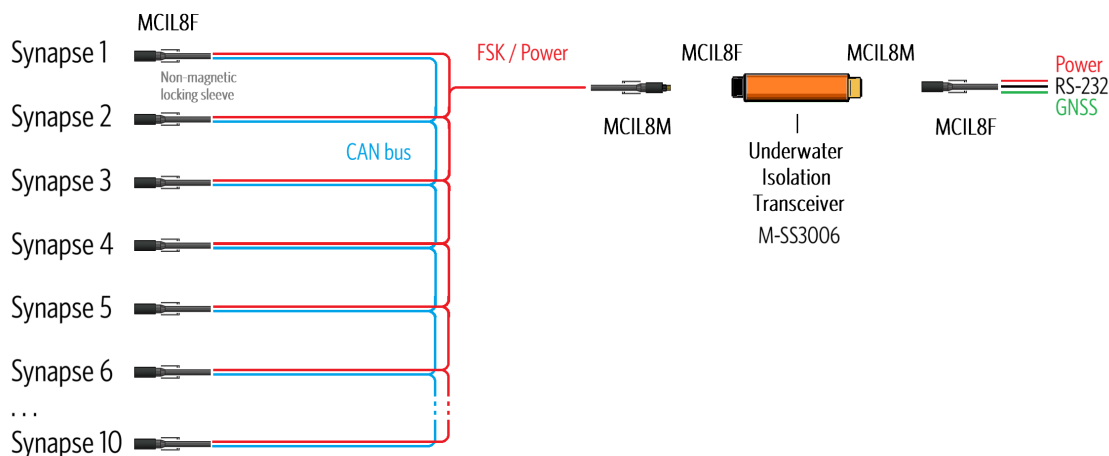 MCIL8F
Synapse 1
Non-magnetic
locking sleeve
Synapse 2
CAN bus
Synapse 3
Synapse 4
Synapse 5
Synapse 6
...
Synapse 10
FSK / Power
MCIL8M
MCIL8F
MCIL8M
Underwater
Isolation
Transceiver
M-SS3006
MCIL8F
Power
RS-232
GNSS